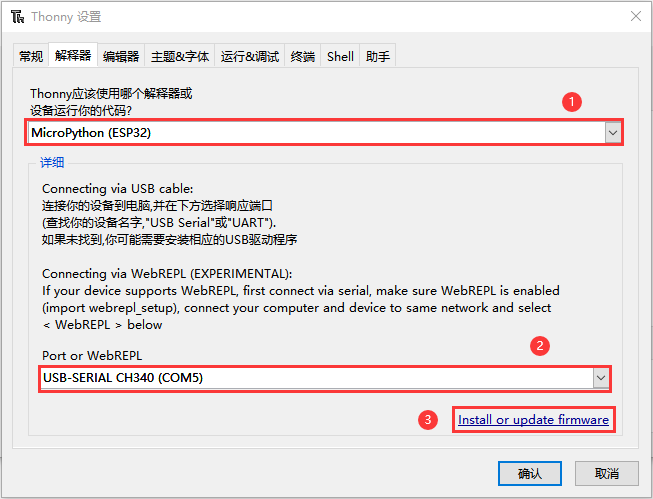 Thonny 设置
常规 解释器 编辑器 主题&字体 运行&调试 终端 Shell 助手
Thonny应该使用哪个解释器或
设备运行你的代码?
1
MicroPython (ESP32)
详细
Connecting via USB cable:
连接你的设备到电脑,并在下方选择响应端口
(查找你的设备名字,"USB Serial"或"UART").
如果未找到,你可能需要安装相应的USB驱动程序
Connecting via WebREPL (EXPERIMENTAL):
If your device supports WebREPL, first connect via serial, make sure WebREPL is enabled
(import webrepl_setup), connect your computer and device to same network and select
< WebREPL > below
2
Port or WebREPL
USB-SERIAL CH340 (COM5)
3 Install or update firmware
确认 取消